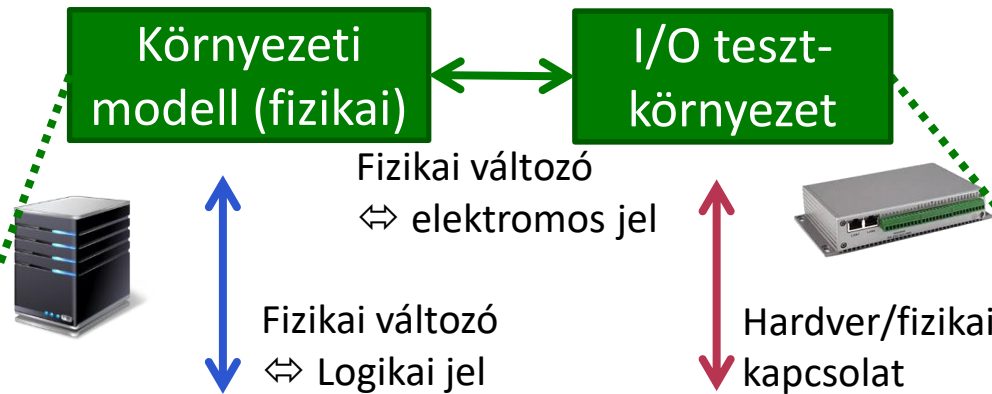 Környezeti
modell (fizikai)
I/O teszt-
környezet
Fizikai változó
⇔ elektromos jel
Fizikai változó
⇔ Logikai jel
Hardver/fizikai
kapcsolat